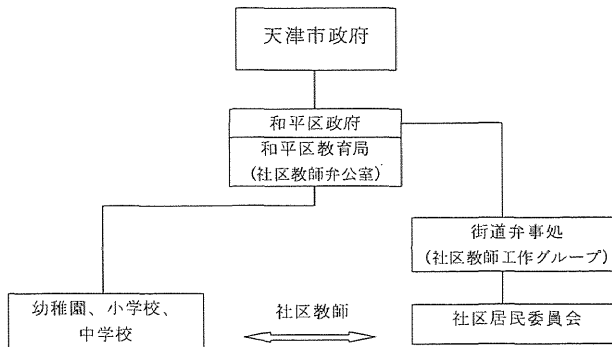 天津市政府
和平区政府
和平区教育局
(社区教師弁公室)
街道弁事処
(社区教師工作グループ)
幼稚園、小学校、
中学校
社区教師
社区居民委員会